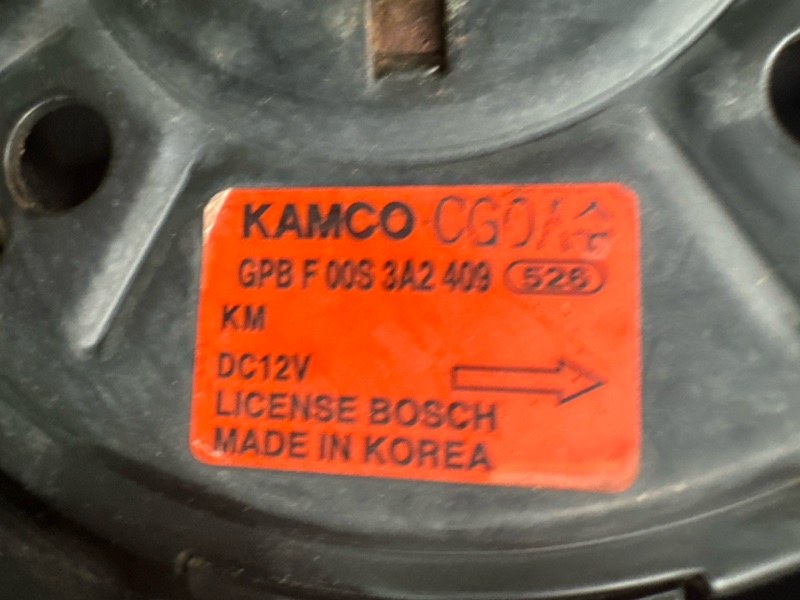 KAMCO
GPB F 00S 3A2 409 526
KM
DC12V
LICENSE BOSCH
MADE IN KOREA